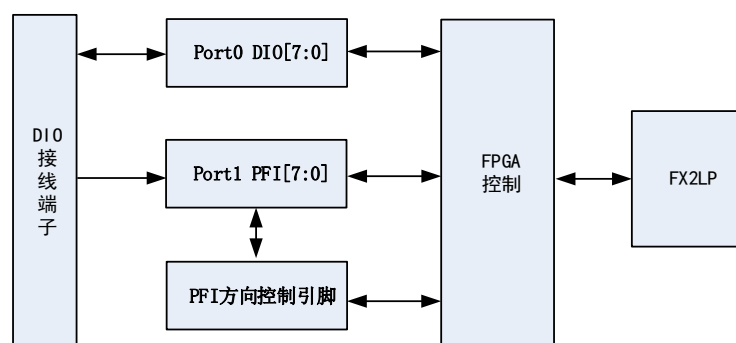 DIO
接
线
端
子
Port0 DIO[7:0]
Port1 PFI[7:0]
PFI方向控制引脚
FPGA
控制
FX2LP